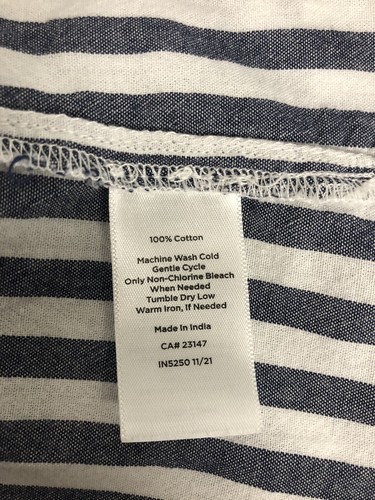 100% Cotton
Machine Wash Cold
Gentle Cycle
Only Non-Chlorine Bleach
When Needed
Tumble Dry Low
Warm Iron, If Needed
Made in India
CA# 23147
IN5250 11/21